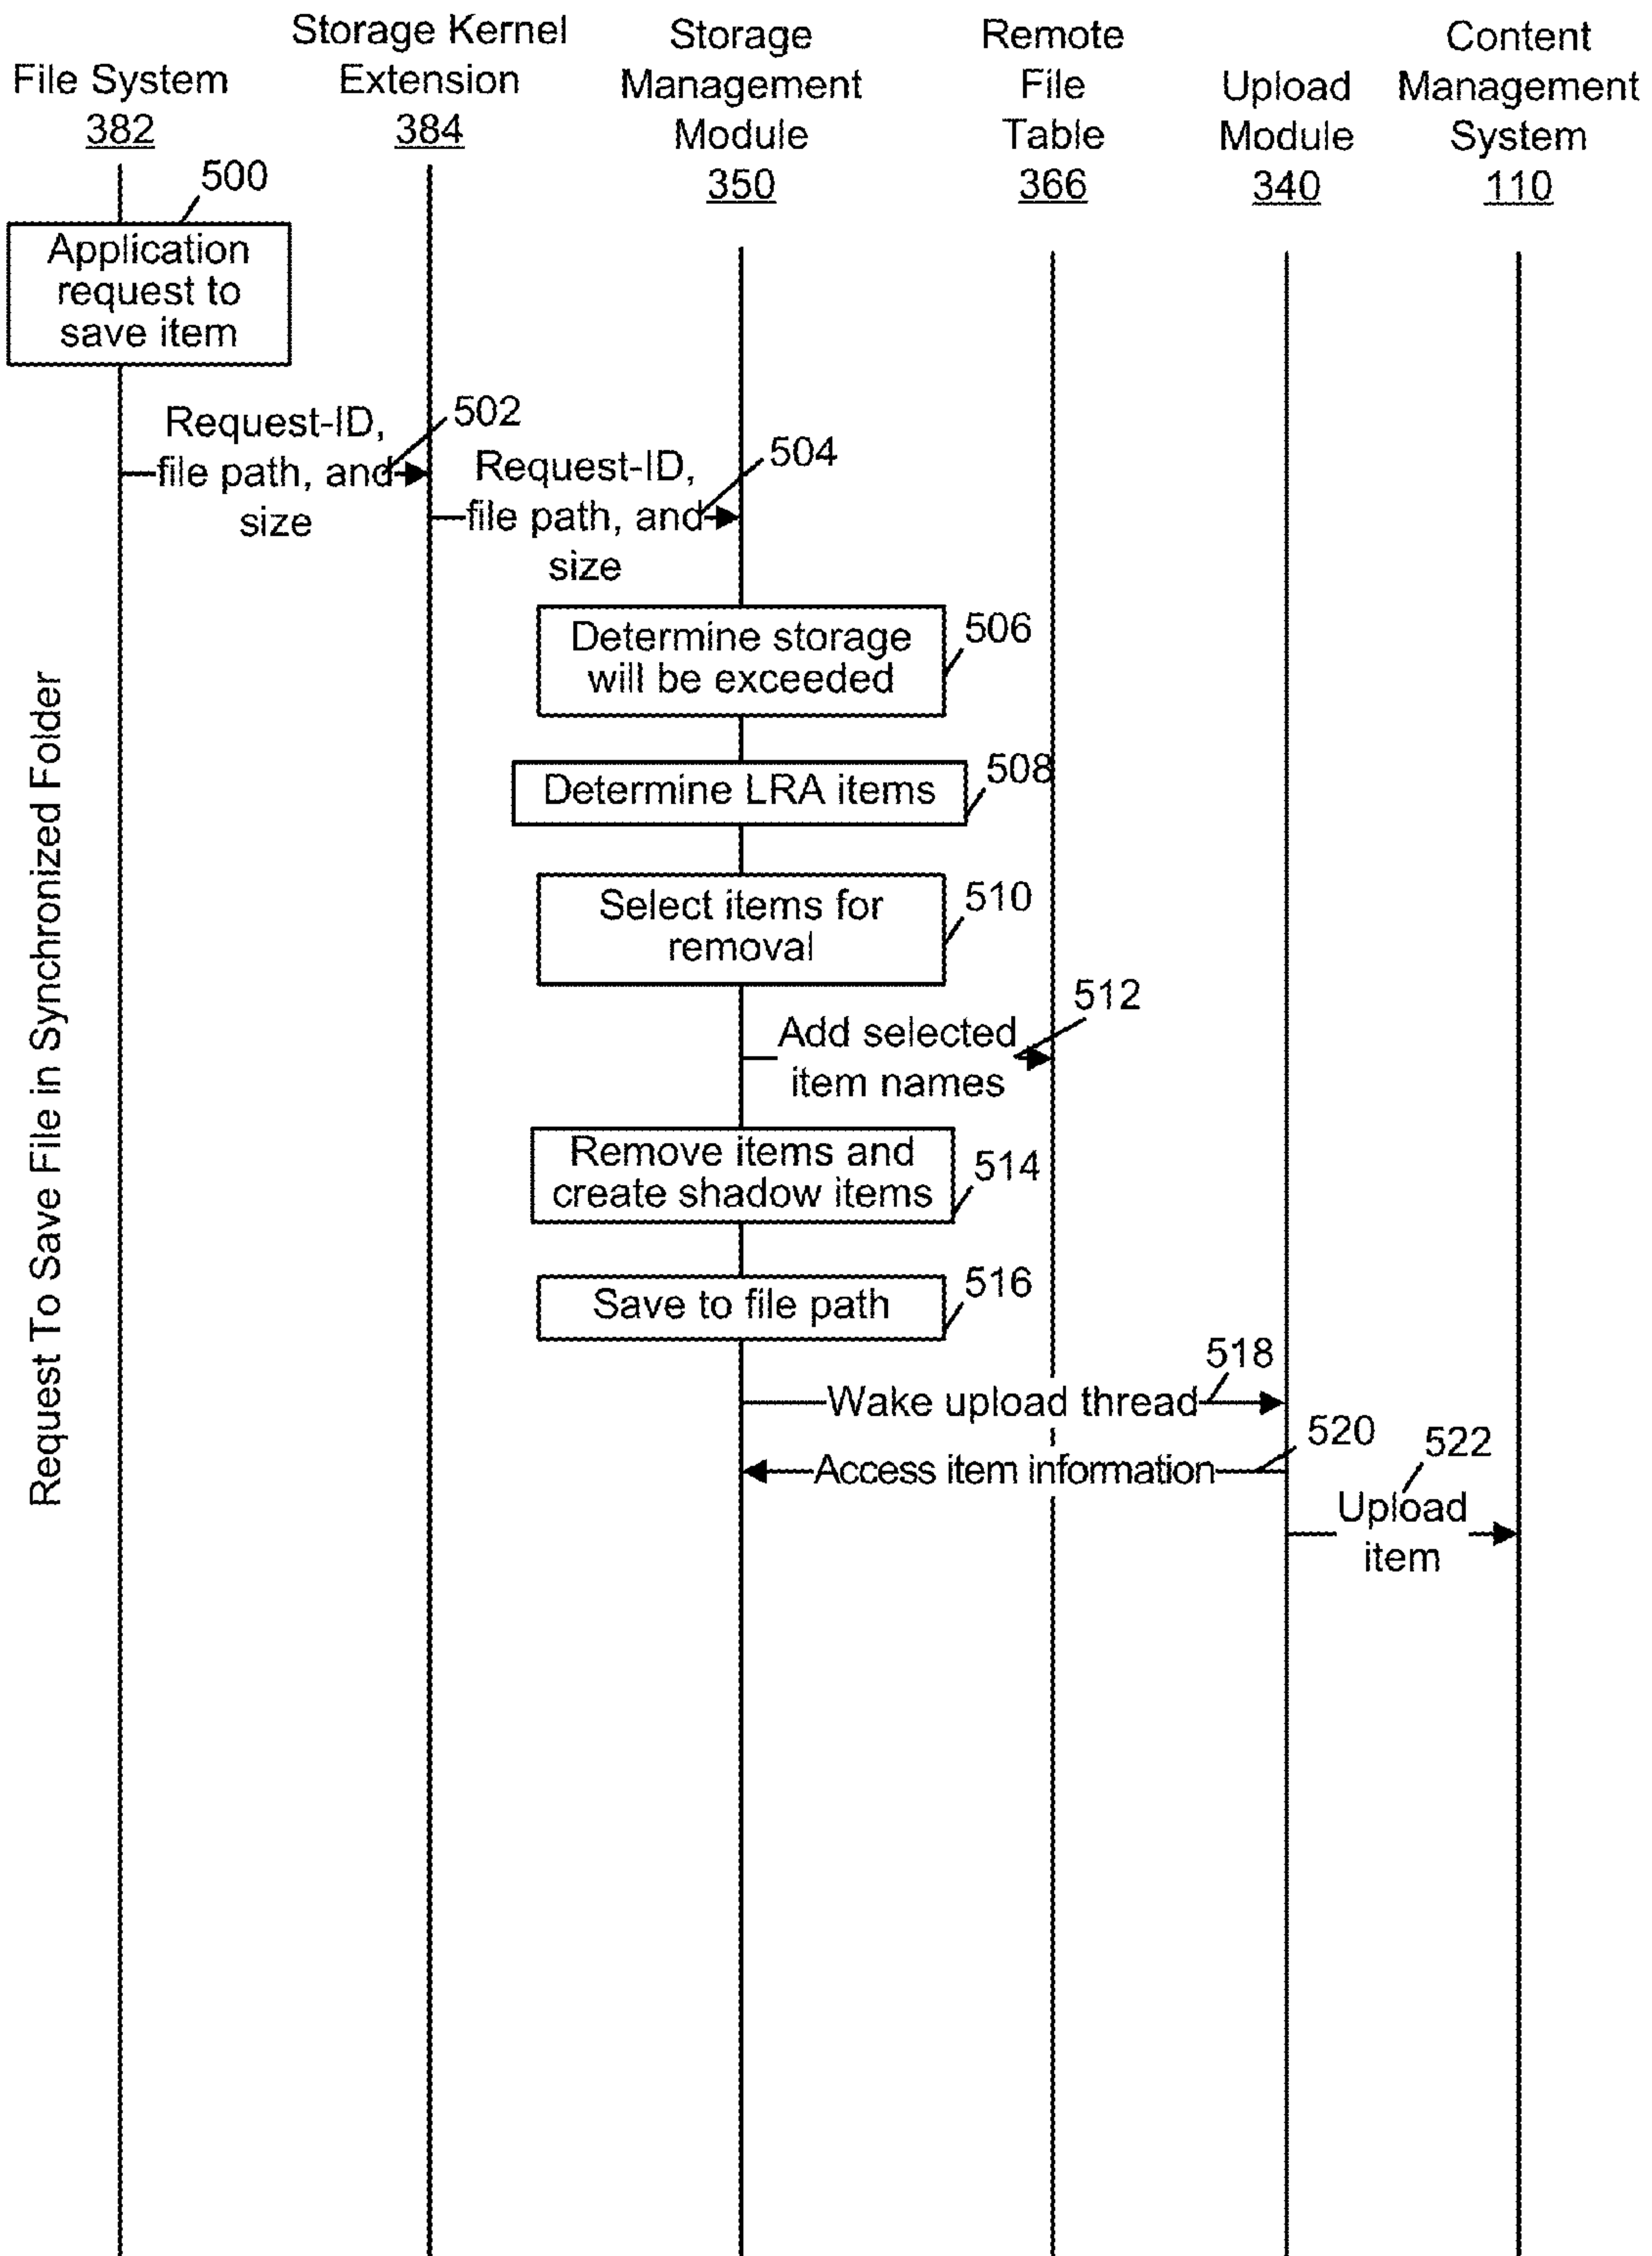 File System
382
Storage Kernel
Extension
384
Storage
Management
Module
350
Remote
File
Table
366
Upload
Module
340
Content
Management
System
110
500
Application
request to
save item
Request-ID,
file path, and
size
502
Request-ID,
file path, and
size
504
Determine storage
will be exceeded
506
Determine LRA items
508
Select items for
removal
510
Add selected
item names
512
Remove items and
create shadow items
514
Save to file path
516
Wake upload thread
518
Access item information
520
Upload
item
522
Request To Save File in Synchronized Folder